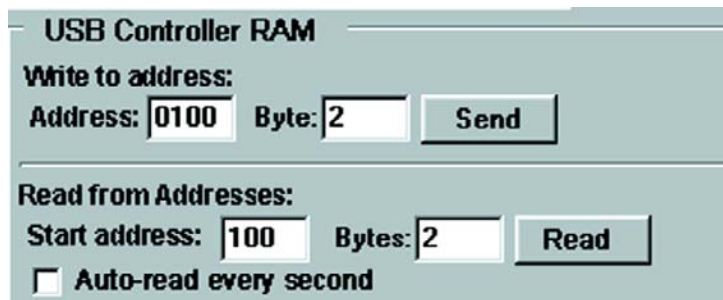 USB Controller RAM
Write to address:
Address: 0100 Byte: 2 Send
Read from Addresses:
Start address: 100 Bytes: 2 Read
Auto-read every second